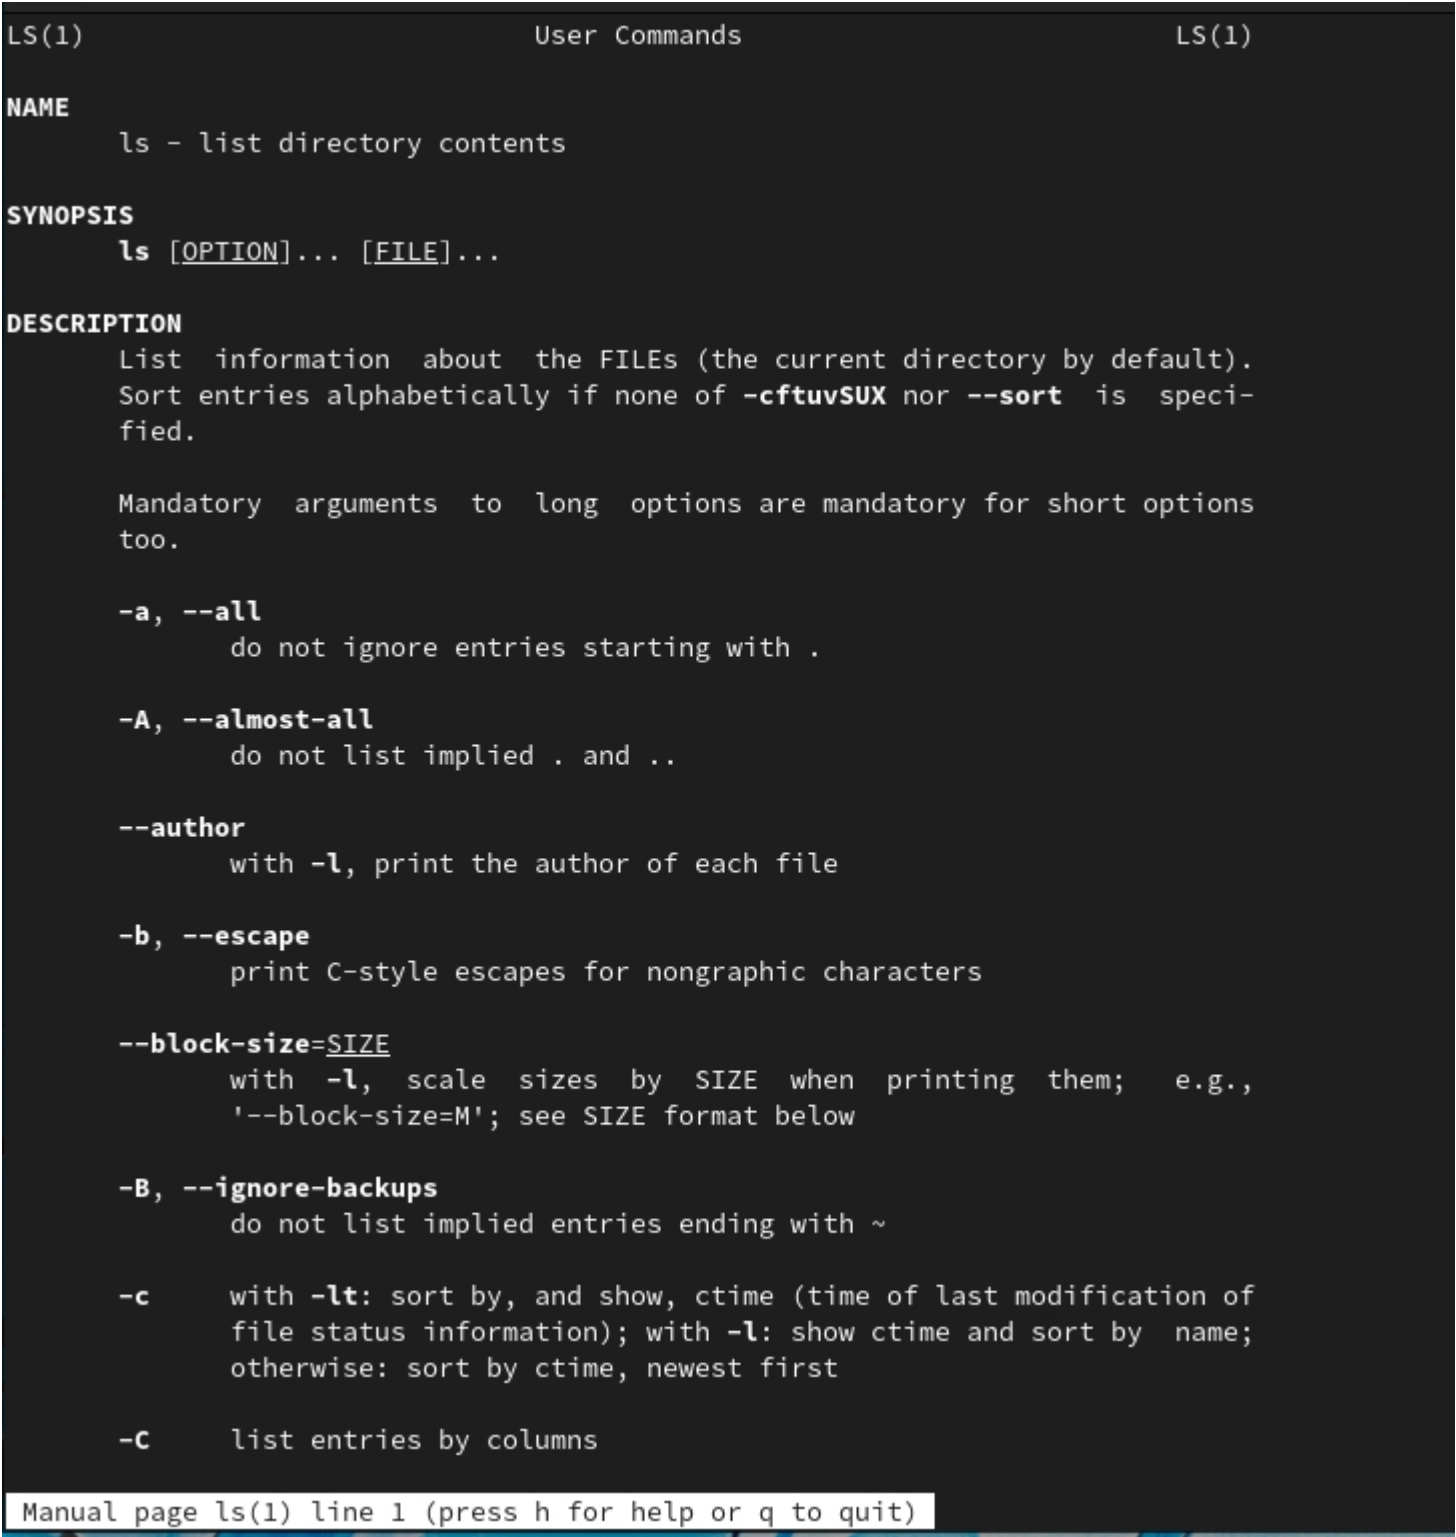 LS(1) User Commands LS(1)
NAME
ls - list directory contents
SYNOPSIS
ls [OPTION]... [FILE]...
DESCRIPTION
List information about the FILEs (the current directory by default).
Sort entries alphabetically if none of -cftuvSUX nor --sort is speci-
fied.
Mandatory arguments to long options are mandatory for short options
too.
-a, --all
do not ignore entries starting with .
-A, --almost-all
do not list implied . and ..
--author
with -l, print the author of each file
-b, --escape
print C-style escapes for nongraphic characters
--block-size=SIZE
with -l, scale sizes by SIZE when printing them; e.g.,
'--block-size=M'; see SIZE format below
-B, --ignore-backups
do not list implied entries ending with ~
-c with -lt: sort by, and show, ctime (time of last modification of
file status information); with -l: show ctime and sort by name;
otherwise: sort by ctime, newest first
-C list entries by columns
Manual page ls(1) line 1 (press h for help or q to quit)